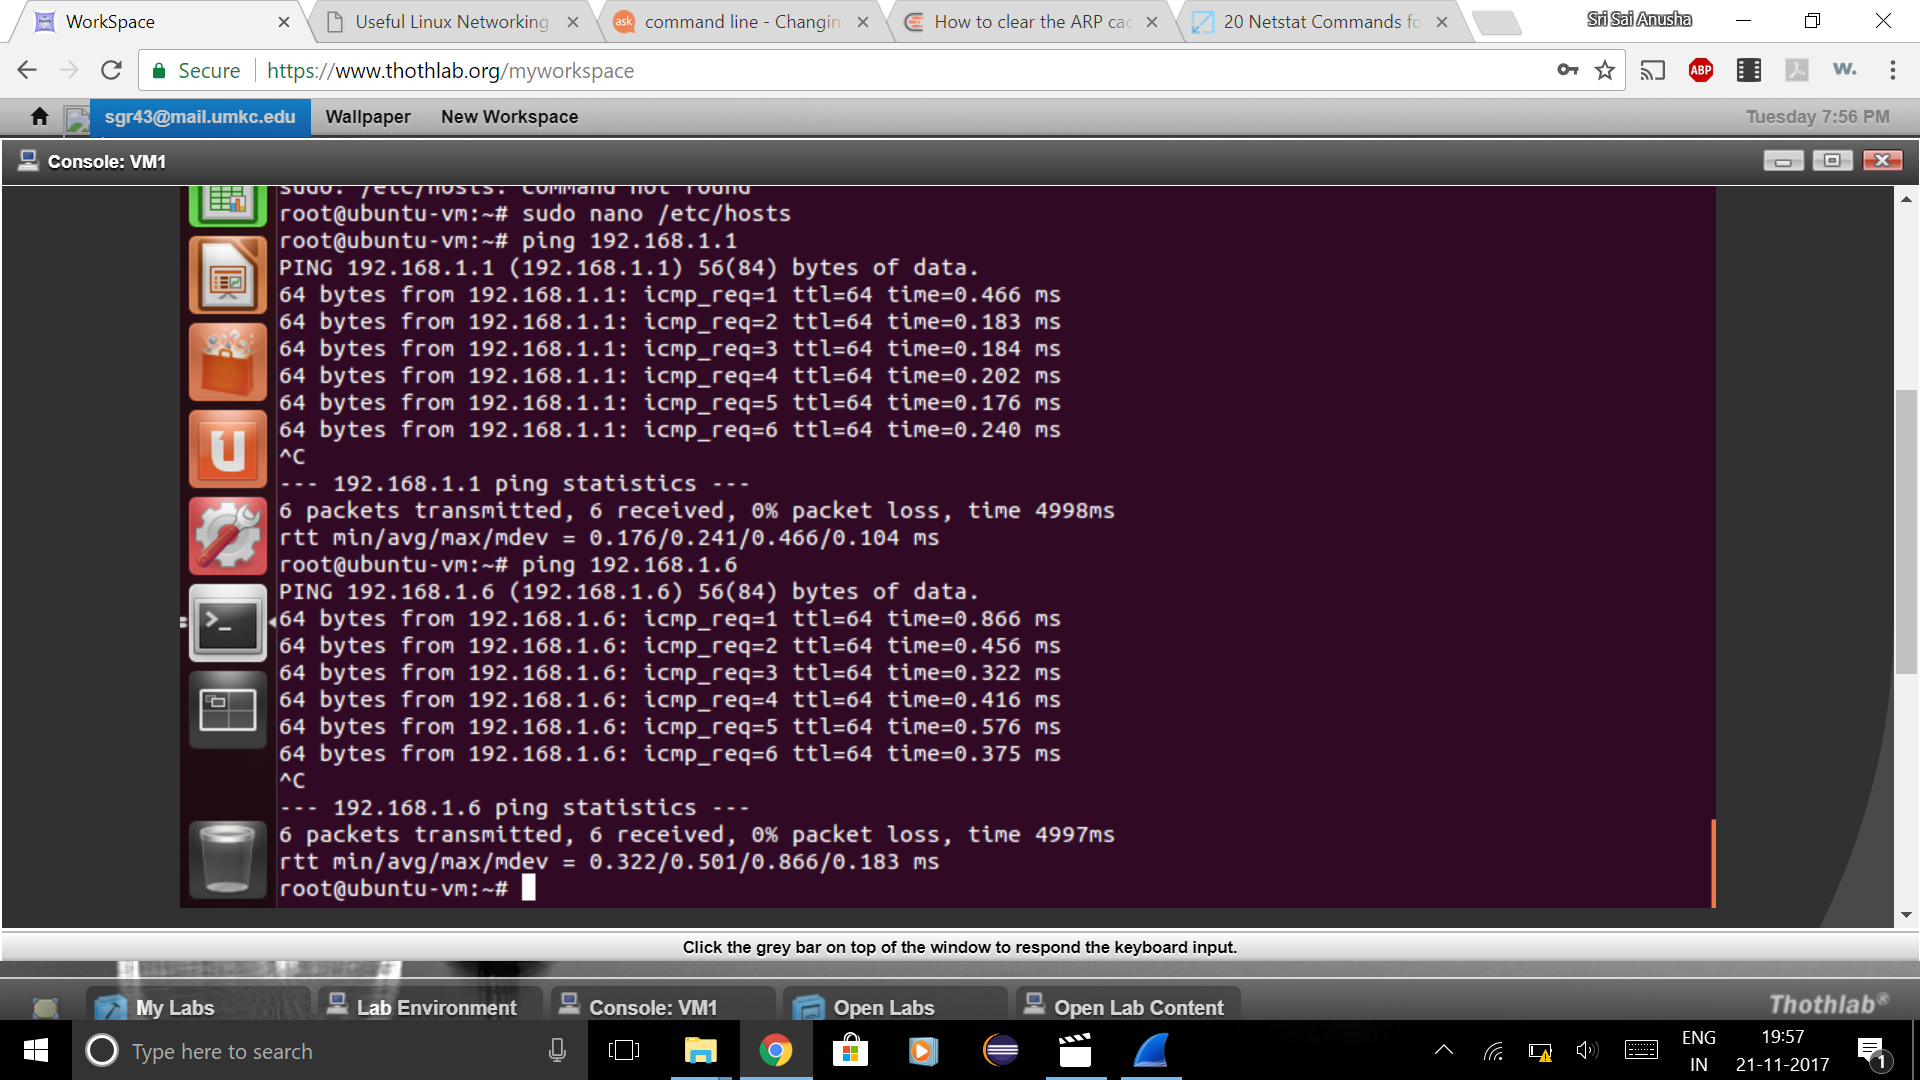 WorkSpace
Useful Linux Networking
command line - Changin
How to clear the ARP cac
20 Netstat Commands fo
Sri Sai Anusha
Secure
https://www.thothlab.org/myworkspace
ABP
W.
sgr43@mail.umkc.edu
Wallpaper
New Workspace
Tuesday 7:56 PM
Console: VM1
sudo: /etc/hosts: command not found
root@ubuntu-vm:~# sudo nano /etc/hosts
root@ubuntu-vm:~# ping 192.168.1.1
PING 192.168.1.1 (192.168.1.1) 56(84) bytes of data.
64 bytes from 192.168.1.1: icmp_req=1 ttl=64 time=0.466 ms
64 bytes from 192.168.1.1: icmp_req=2 ttl=64 time=0.183 ms
64 bytes from 192.168.1.1: icmp_req=3 ttl=64 time=0.184 ms
64 bytes from 192.168.1.1: icmp_req=4 ttl=64 time=0.202 ms
64 bytes from 192.168.1.1: icmp_req=5 ttl=64 time=0.176 ms
64 bytes from 192.168.1.1: icmp_req=6 ttl=64 time=0.240 ms
^C
--- 192.168.1.1 ping statistics ---
6 packets transmitted, 6 received, 0% packet loss, time 4998ms
rtt min/avg/max/mdev = 0.176/0.241/0.466/0.104 ms
root@ubuntu-vm:~# ping 192.168.1.6
PING 192.168.1.6 (192.168.1.6) 56(84) bytes of data.
64 bytes from 192.168.1.6: icmp_req=1 ttl=64 time=0.866 ms
64 bytes from 192.168.1.6: icmp_req=2 ttl=64 time=0.456 ms
64 bytes from 192.168.1.6: icmp_req=3 ttl=64 time=0.322 ms
64 bytes from 192.168.1.6: icmp_req=4 ttl=64 time=0.416 ms
64 bytes from 192.168.1.6: icmp_req=5 ttl=64 time=0.576 ms
64 bytes from 192.168.1.6: icmp_req=6 ttl=64 time=0.375 ms
^C
--- 192.168.1.6 ping statistics ---
6 packets transmitted, 6 received, 0% packet loss, time 4997ms
rtt min/avg/max/mdev = 0.322/0.501/0.866/0.183 ms
root@ubuntu-vm:~#
Click the grey bar on top of the window to respond the keyboard input.
My Labs
Lab Environment
Console: VM1
Open Labs
Open Lab Content
Thothlab®
Type here to search
ENG
IN
19:57
21-11-2017
1